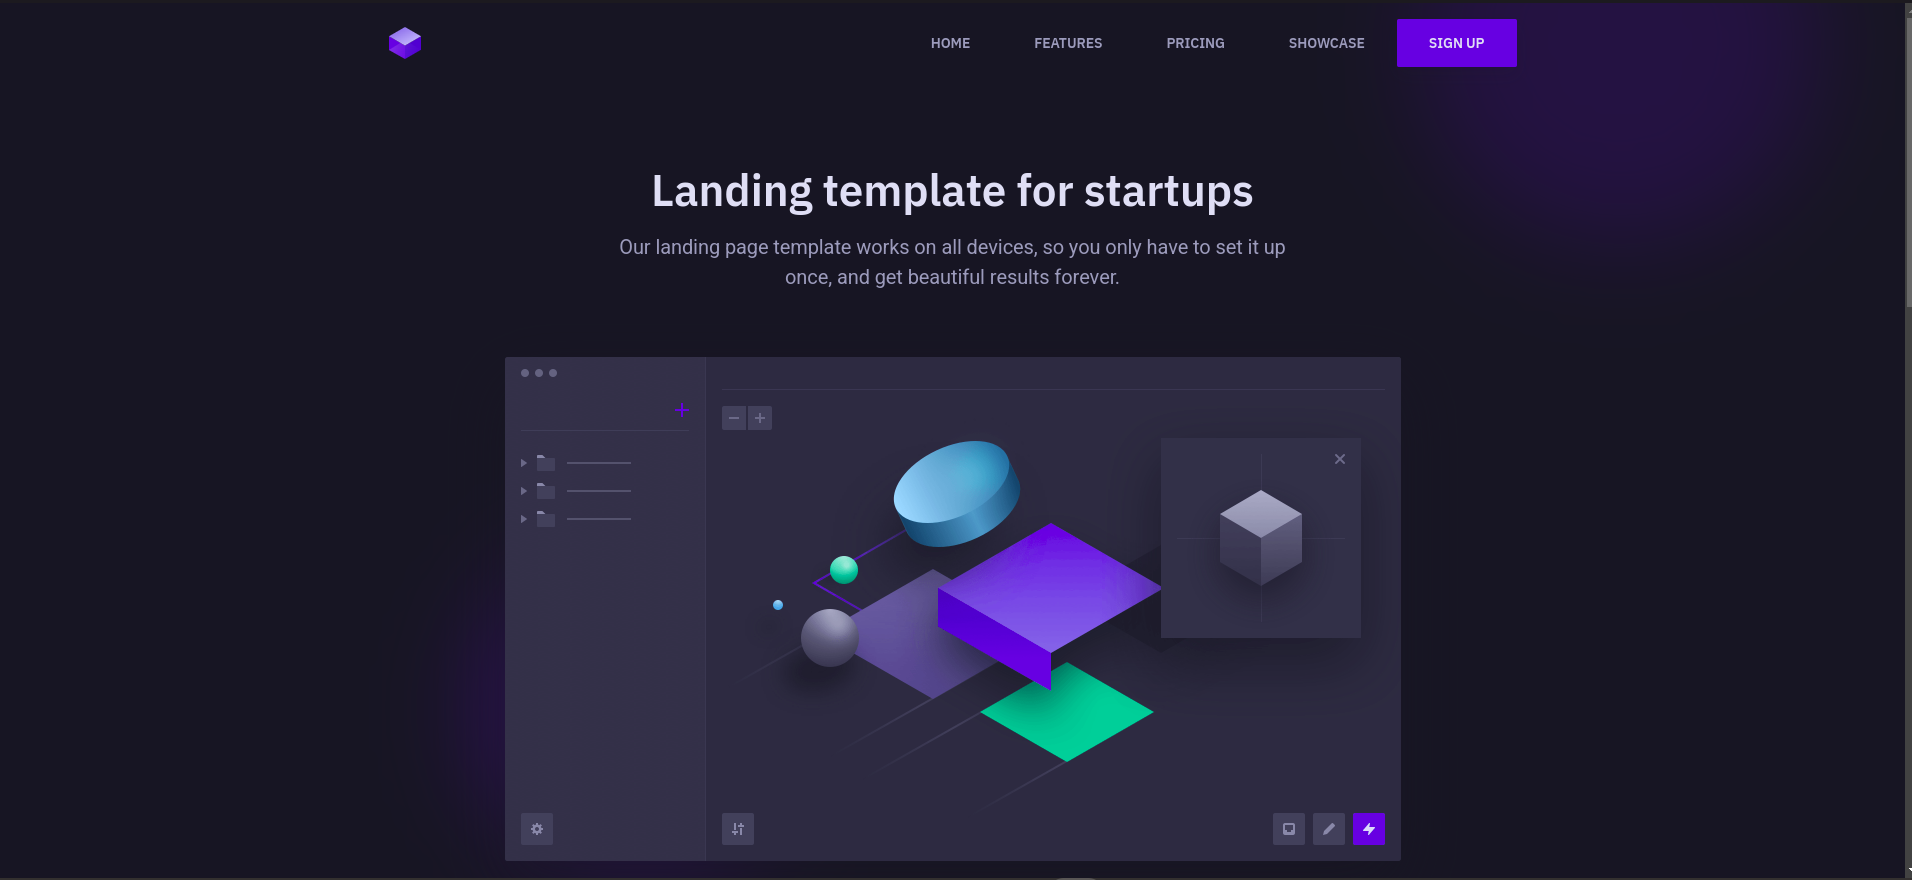 HOME
FEATURES
PRICING
SHOWCASE
SIGN UP
Landing template for startups
Our landing page template works on all devices, so you only have to set it up
once, and get beautiful results forever.